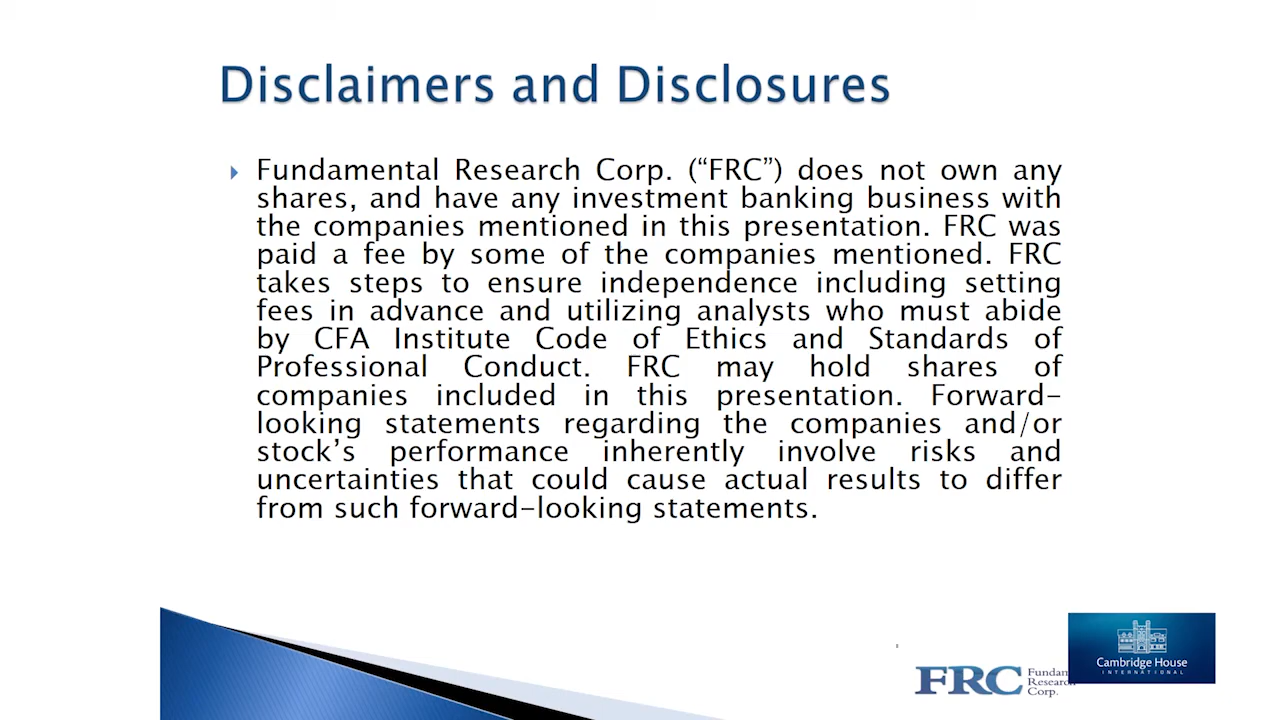 Disclaimers and Disclosures
Fundamental Research Corp. (“FRC”) does not own any
shares, and have any investment banking business with
the companies mentioned in this presentation. FRC was
paid a fee by some of the companies mentioned. FRC
takes steps to ensure independence including setting
fees in advance and utilizing analysts who must abide
by CFA Institute Code of Ethics and Standards of
Professional Conduct. FRC may hold shares of
companies included in this presentation. Forward-
looking statements regarding the companies and/or
stock’s performance inherently involve risks and
uncertainties that could cause actual results to differ
from such forward-looking statements.
FRC
Research
Corp.
Cambridge House
INTERNATIONAL